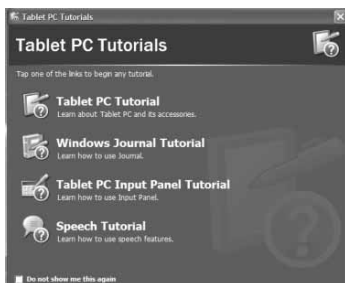 Tablet PC Tutorials
Tablet PC Tutorials
Tap one of the links to begin any tutorial.
Tablet PC Tutorial
Learn about Tablet PC and its accessories.
Windows Journal Tutorial
Learn how to use Journal.
Tablet PC Input Panel Tutorial
Learn how to use Input Panel.
Speech Tutorial
Learn how to use speech features.
Do not show me this again